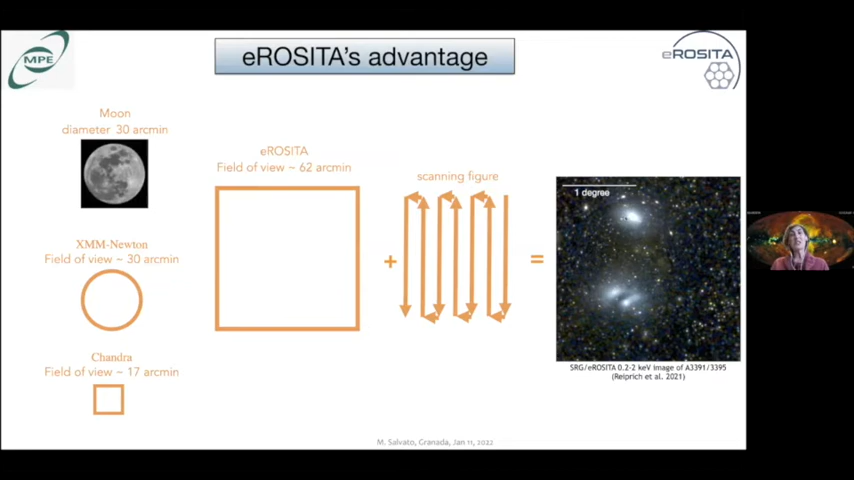 MPE
eROSITA's advantage
eROSITA
Moon
diameter 30 arcmin
eROSITA
Field of view ~ 62 arcmin
scanning figure
1 degree
XMM-Newton
Field of view ~ 30 arcmin
+
=
Chandra
Field of view ~ 17 arcmin
SRG/eROSITA 0.2-2 keV image of A3391/3395
(Reiprich et al. 2021)
M. Salvato, Granada, Jan 11, 2022